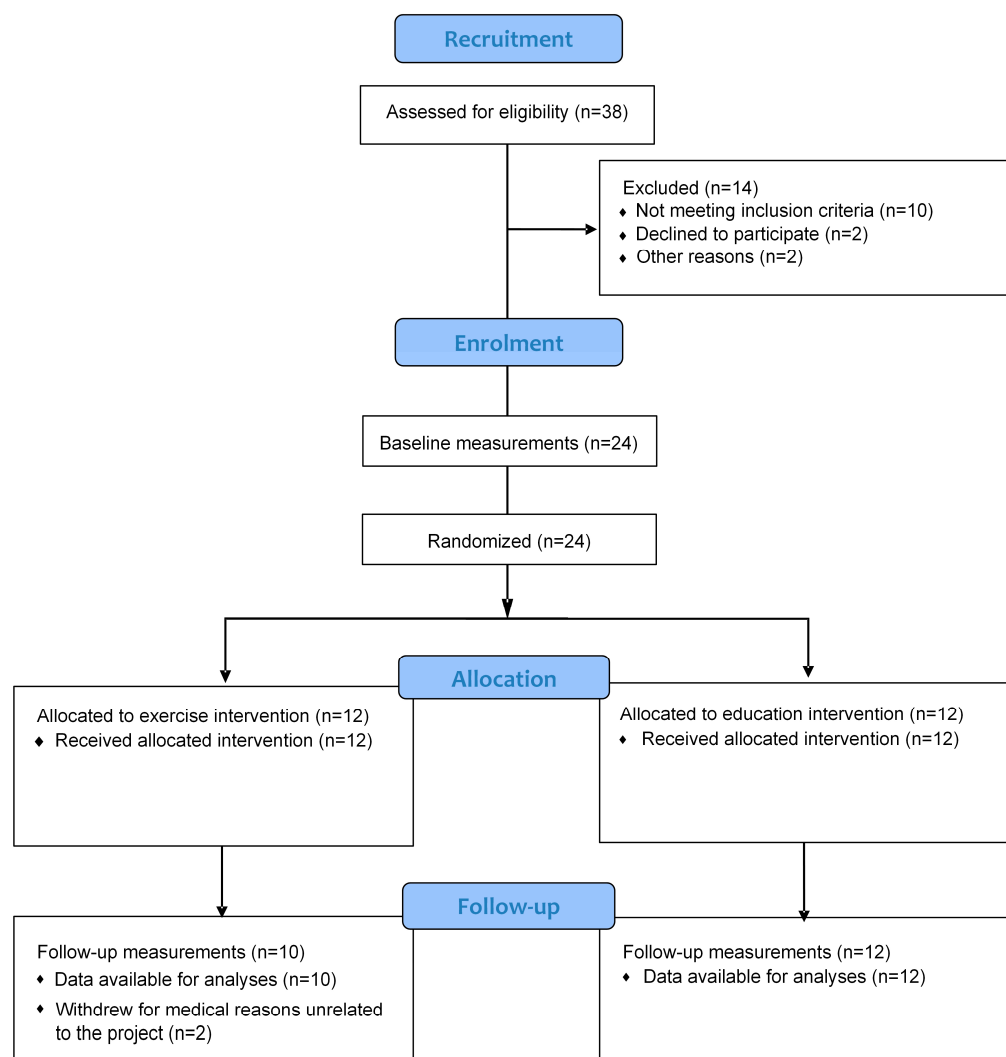 Recruitment
Assessed for eligibility (n=38)
Excluded (n=14)
♦ Not meeting inclusion criteria (n=10)
♦ Declined to participate (n=2)
♦ Other reasons (n=2)
Enrolment
Baseline measurements (n=24)
Randomized (n=24)
Allocation
Allocated to exercise intervention (n=12)
♦ Received allocated intervention (n=12)
Allocated to education intervention (n=12)
♦ Received allocated intervention (n=12)
Follow-up
Follow-up measurements (n=10)
♦ Data available for analyses (n=10)
♦ Withdrew for medical reasons unrelated
to the project (n=2)
Follow-up measurements (n=12)
♦ Data available for analyses (n=12)